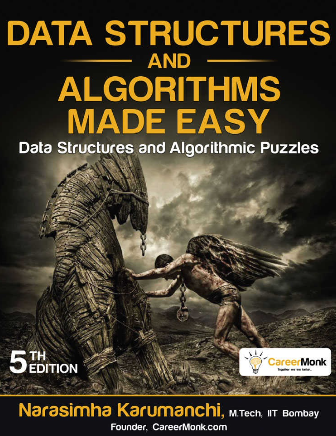 DATA STRUCTURES
AND
ALGORITHMS
MADE EASY
Data Structures and Algorithmic Puzzles
5TH
EDITION
CareerMonk
Narasimha Karumanchi, M.Tech, IIT Bombay
Founder, CareerMonk.com